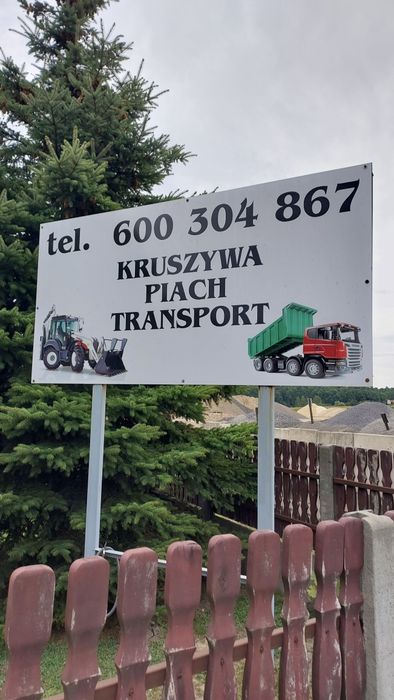 tel. 600 304 867
KRUSZYWA
PIACH
TRANSPORT